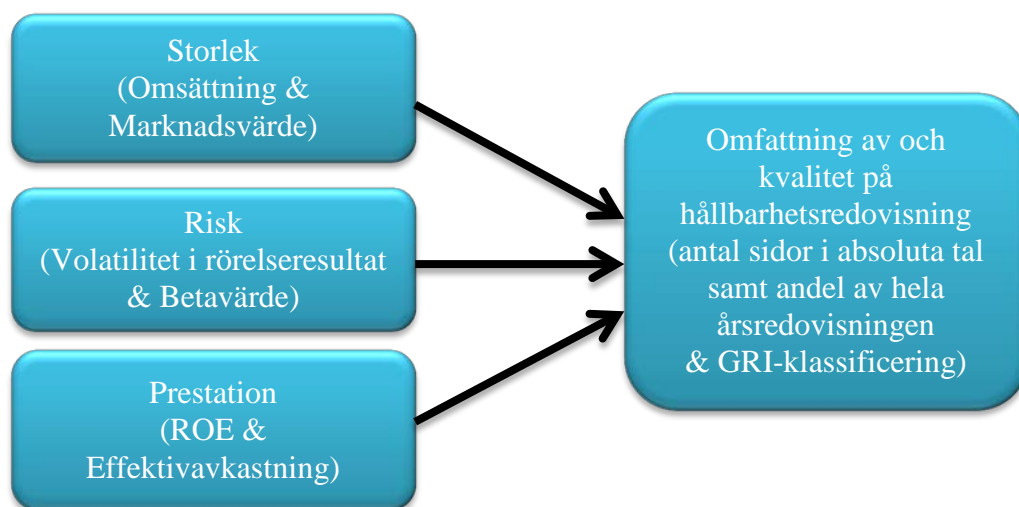 Storlek
(Omsättning &
Marknadsvärde)
Risk
(Volatilitet i rörelseresultat
& Betavärde)
Prestation
(ROE &
Effektivavkastning)
Omfattning av och
kvalitet på
hållbarhetsredovisning
(antal sidor i absoluta tal
samt andel av hela
årsredovisningen
& GRI-klassificering)